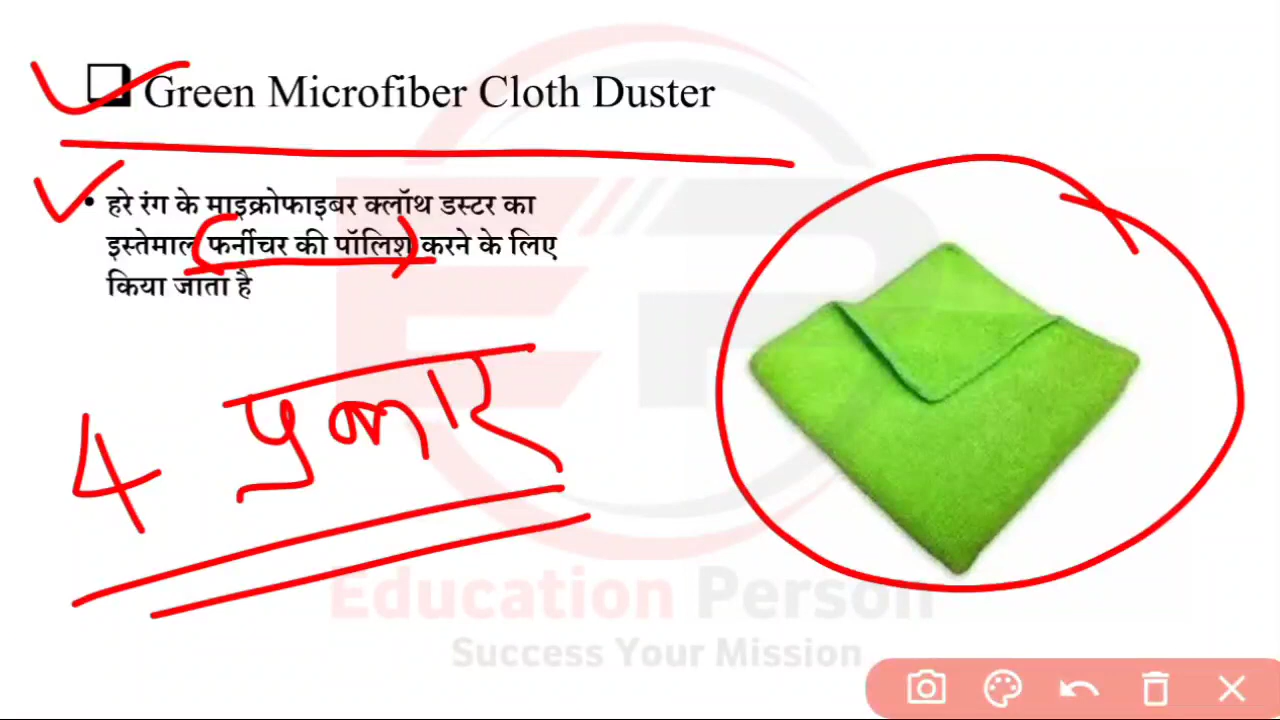 Green Microfiber Cloth Duster
• हरे रंग के माइक्रोफाइबर क्लॉथ डस्टर का
इस्तेमाल फर्नीचर की पॉलिश करने के लिए
किया जाता है
4 प्रकार
Education Person
Success Your Mission